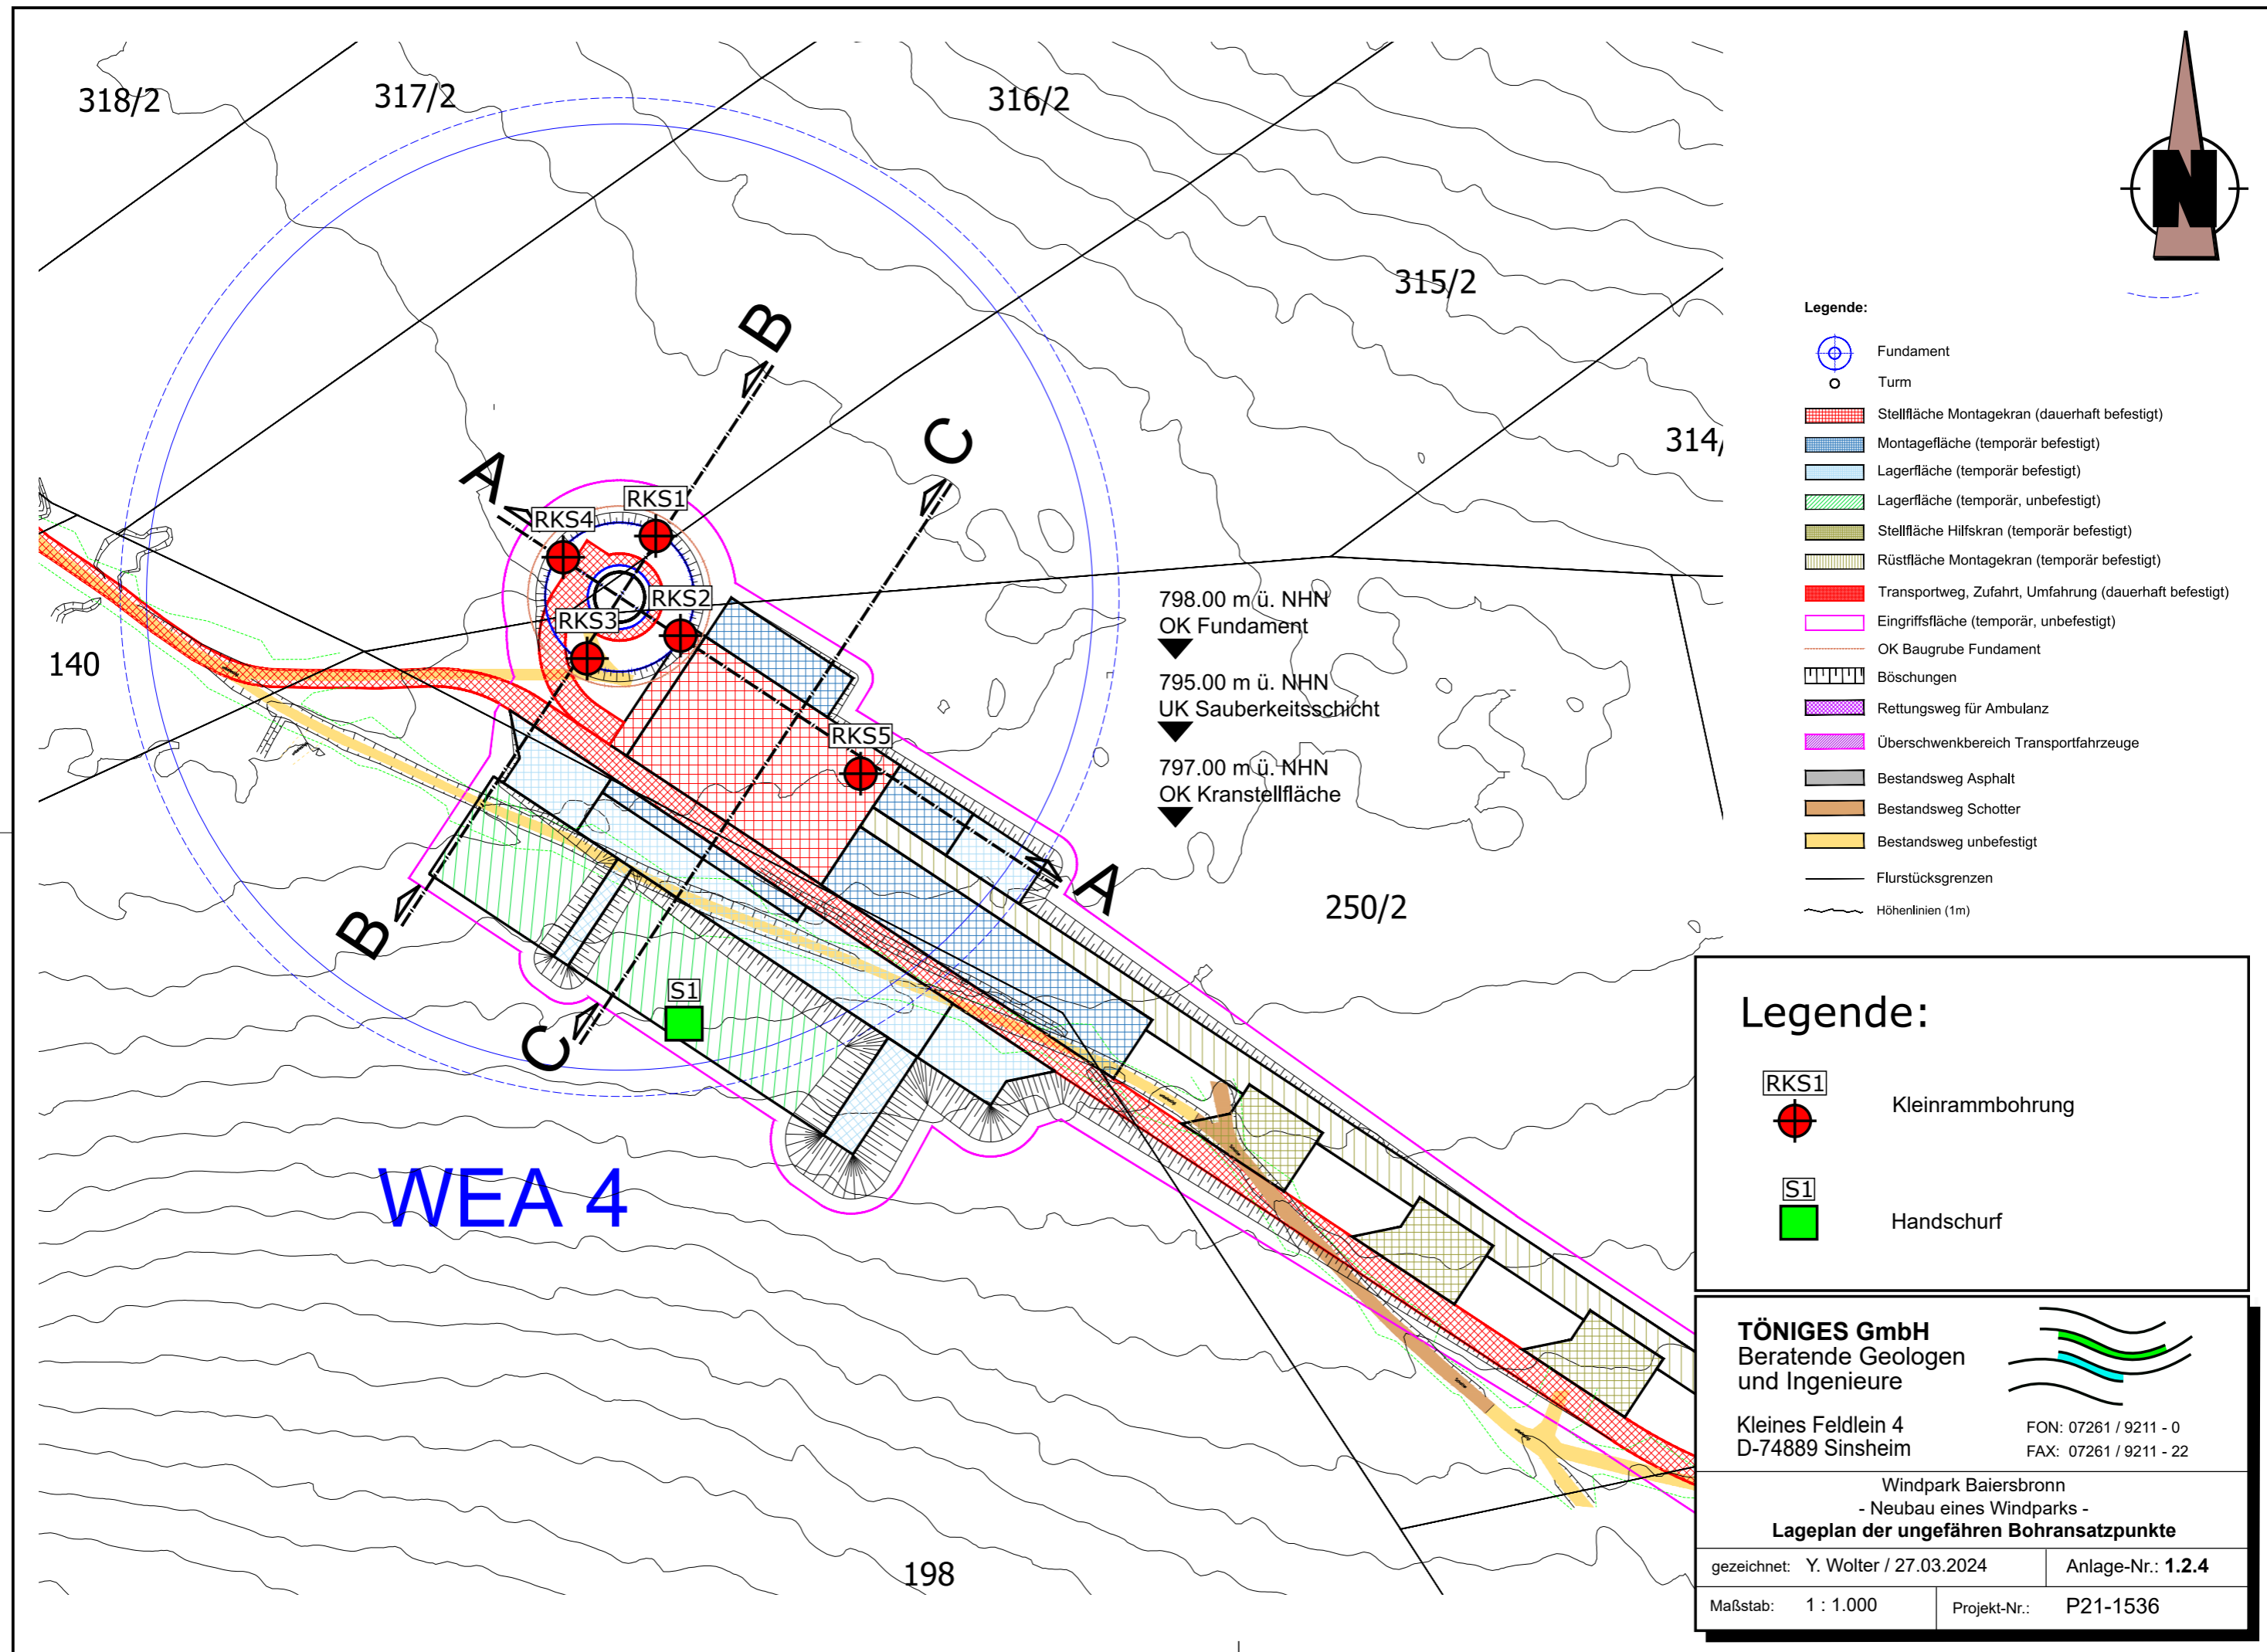 318/2
317/2
316/2
315/2
314/
B
C
A
RKS1
RKS4
RKS2
RKS3
140
RKS5
798.00 m ü. NHN
OK Fundament
795.00 m ü. NHN
UK Sauberkeitsschicht
797.00 m ü. NHN
OK Kranstellfläche
A
B
250/2
S1
C
WEA 4
198
N
Legende:
Fundament
Turm
Stellfläche Montagekran (dauerhaft befestigt)
Montagefläche (temporär befestigt)
Lagerfläche (temporär befestigt)
Lagerfläche (temporär, unbefestigt)
Stellfläche Hilfskran (temporär befestigt)
Rüstfläche Montagekran (temporär befestigt)
Transportweg, Zufahrt, Umfahrung (dauerhaft befestigt)
Eingriffsfläche (temporär, unbefestigt)
OK Baugrube Fundament
Böschungen
Rettungsweg für Ambulanz
Überschwenkbereich Transportfahrzeuge
Bestandsweg Asphalt
Bestandsweg Schotter
Bestandsweg unbefestigt
Flurstücksgrenzen
Höhenlinien (1m)
Legende:
RKS1
Kleinrammbohrung
S1
Handschurf
TÖNIGES GmbH
Beratende Geologen
und Ingenieure
Kleines Feldlein 4
D-74889 Sinsheim
FON: 07261 / 9211 - 0
FAX: 07261 / 9211 - 22
Windpark Baiersbronn
- Neubau eines Windparks -
Lageplan der ungefähren Bohransatzpunkte
gezeichnet: Y. Wolter / 27.03.2024
Anlage-Nr.: 1.2.4
Maßstab: 1 : 1.000
Projekt-Nr.: P21-1536